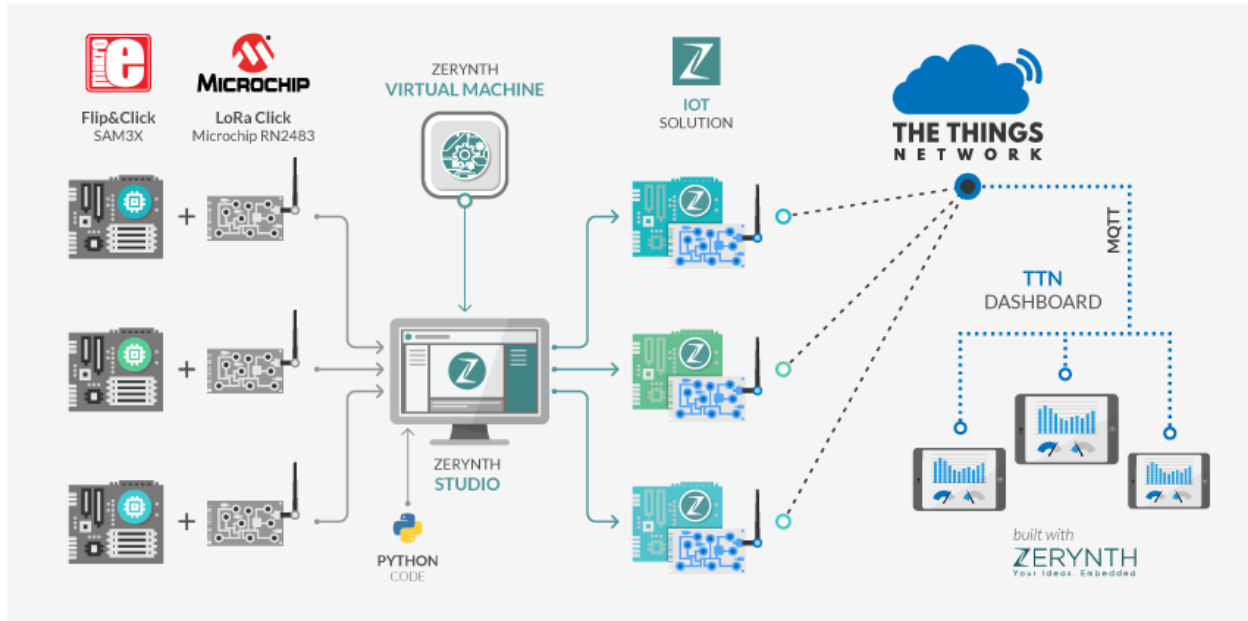 mikro
e
MICROCHIP
Flip&Click
SAM3X
LoRa Click
Microchip RN2483
ZERYNTH
VIRTUAL MACHINE
IOT
SOLUTION
THE THINGS
NETWORK
MQTT
TTN
DASHBOARD
ZERYNTH
STUDIO
PYTHON
CODE
built with
ZERYNTH
Your Ideas. Embedded